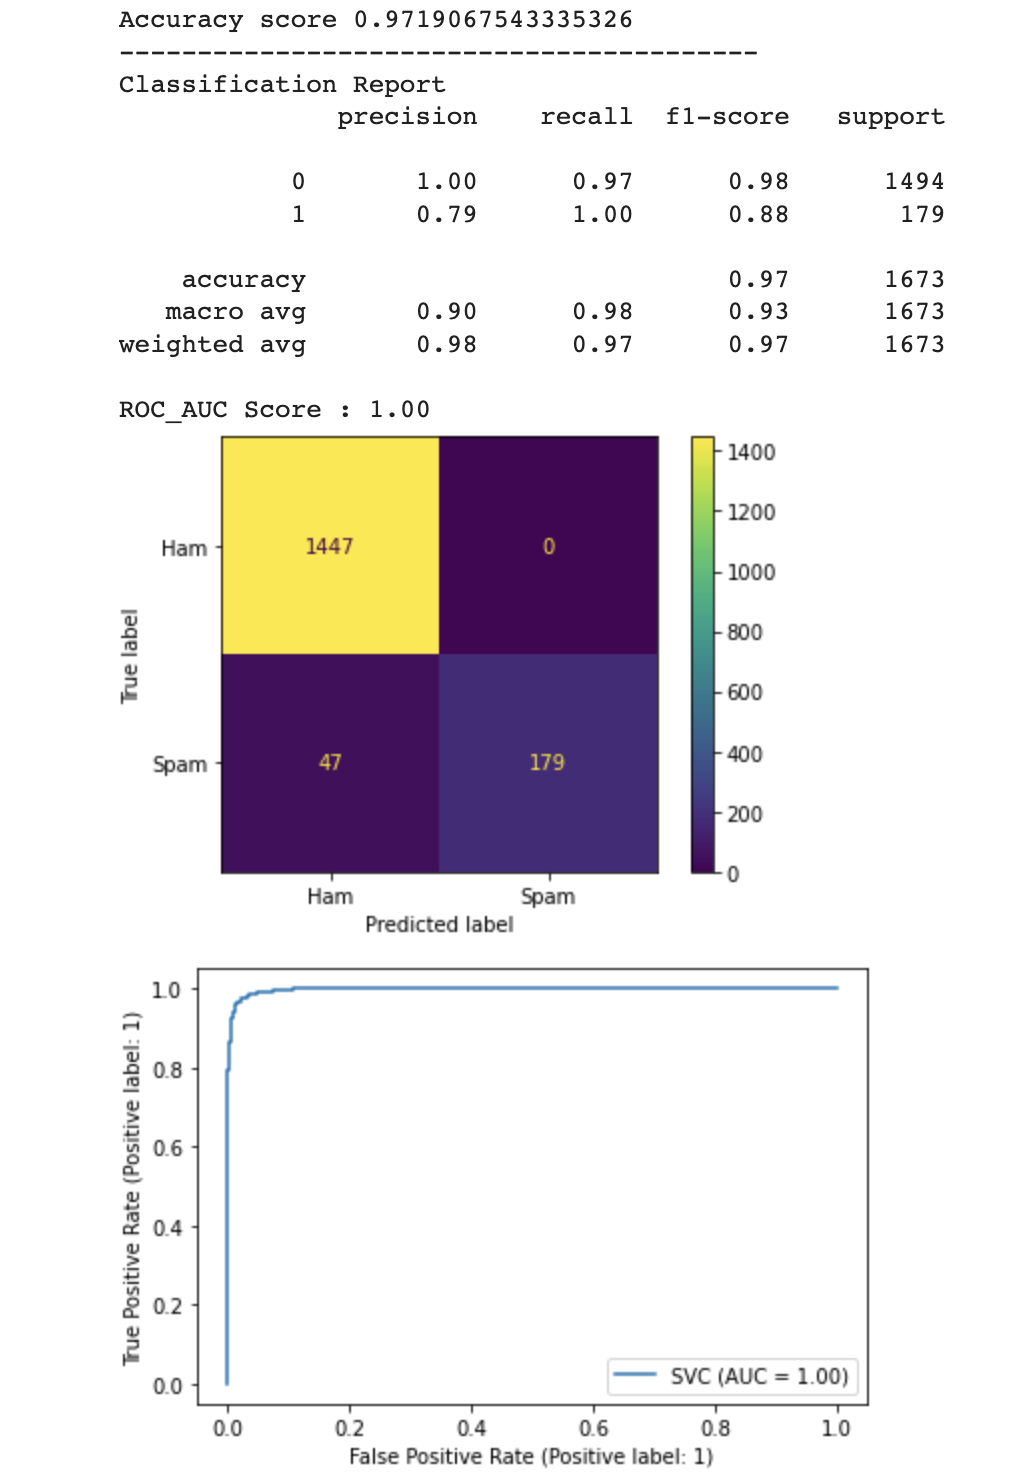 Accuracy score 0.9719067543335326
-----------------------------------------
Classification Report
precision recall f1-score support
0 1.00 0.97 0.98 1494
1 0.79 1.00 0.88 179
accuracy 0.97 1673
macro avg 0.90 0.98 0.93 1673
weighted avg 0.98 0.97 0.97 1673
ROC_AUC Score : 1.00
1400
1200
1000
800
600
400
200
0
True label
Ham
Spam
1447 0
47 179
Ham Spam
Predicted label
True Positive Rate (Positive label: 1)
1.0
0.8
0.6
0.4
0.2
0.0
SVC (AUC = 1.00)
0.0 0.2 0.4 0.6 0.8 1.0
False Positive Rate (Positive label: 1)